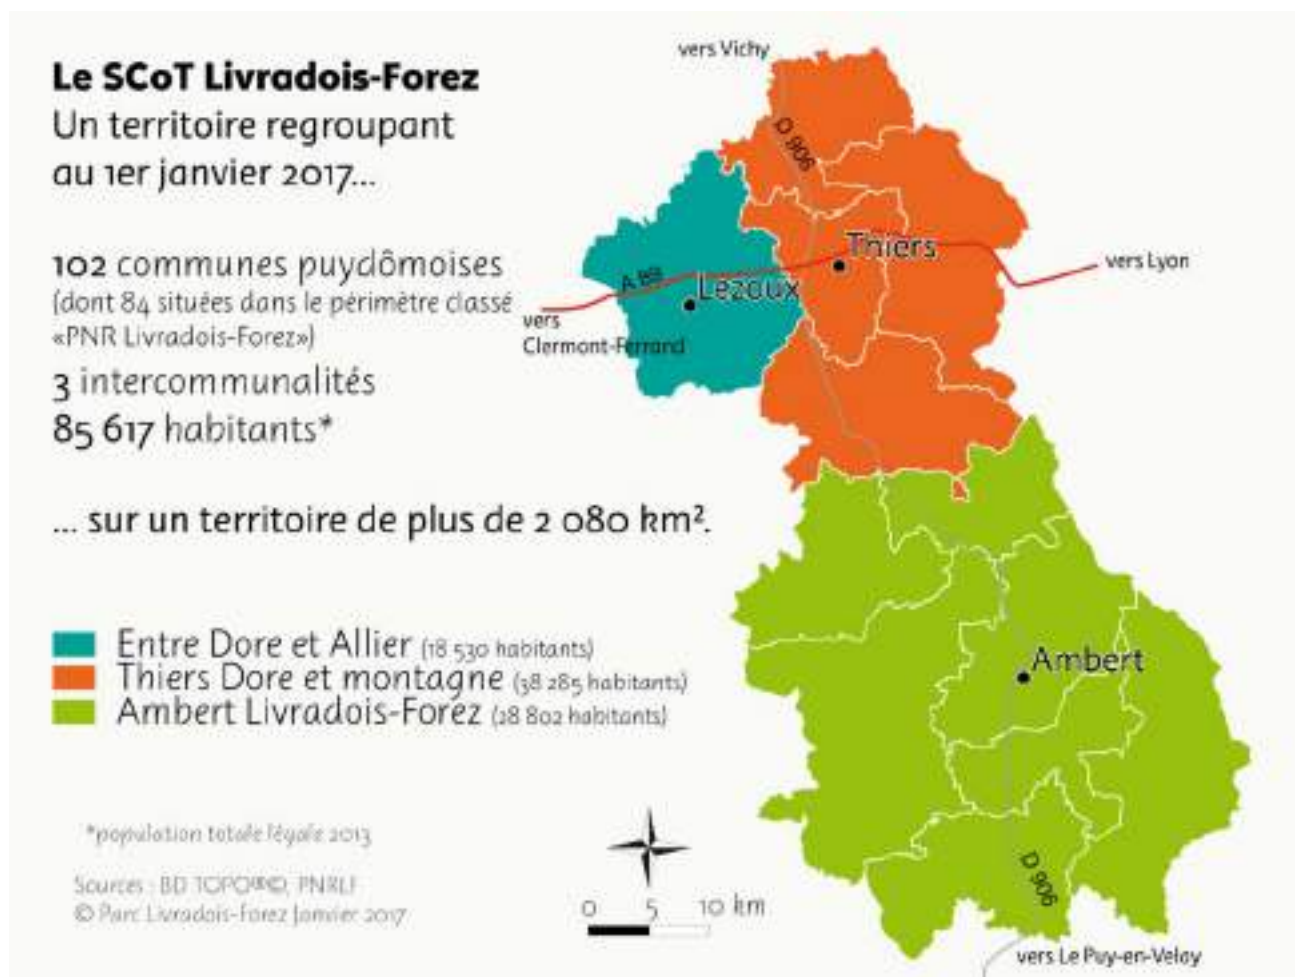 Le SCoT Livradois-Forez
Un territoire regroupant
au 1er janvier 2017...
102 communes puydômoises
(dont 84 situées dans le périmètre classé
«PNR Livradois-Forez»)
3 intercommunalités
85 617 habitants*
... sur un territoire de plus de 2 080 km².
Entre Dore et Allier (18 530 habitants)
Thiers Dore et montagne (38 285 habitants)
Ambert Livradois-Forez (28 802 habitants)
*population totale légale 2013
Sources : BD TOPO®©, PNRLF
© Parc Livradois-Forez Janvier 2017
0 5 10 km
vers Vichy
D 906
Thiers
vers Lyon
A 89
Lezoux
vers
Clermont-Ferrand
Ambert
D 906
vers Le Puy-en-Velay